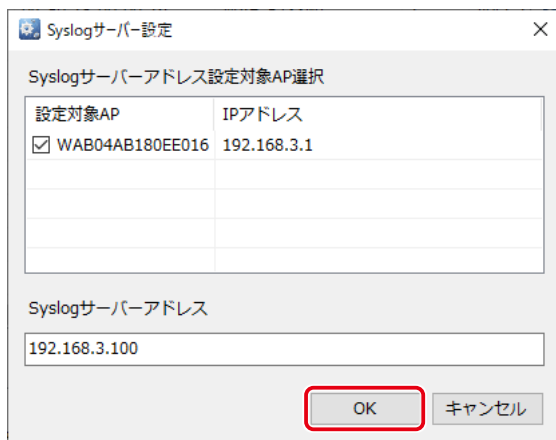 Syslogサーバー設定
Syslogサーバーアドレス設定対象AP選択
設定対象AP IPアドレス
WAB04AB180EE016 192.168.3.1
Syslogサーバーアドレス
192.168.3.100
OK キャンセル